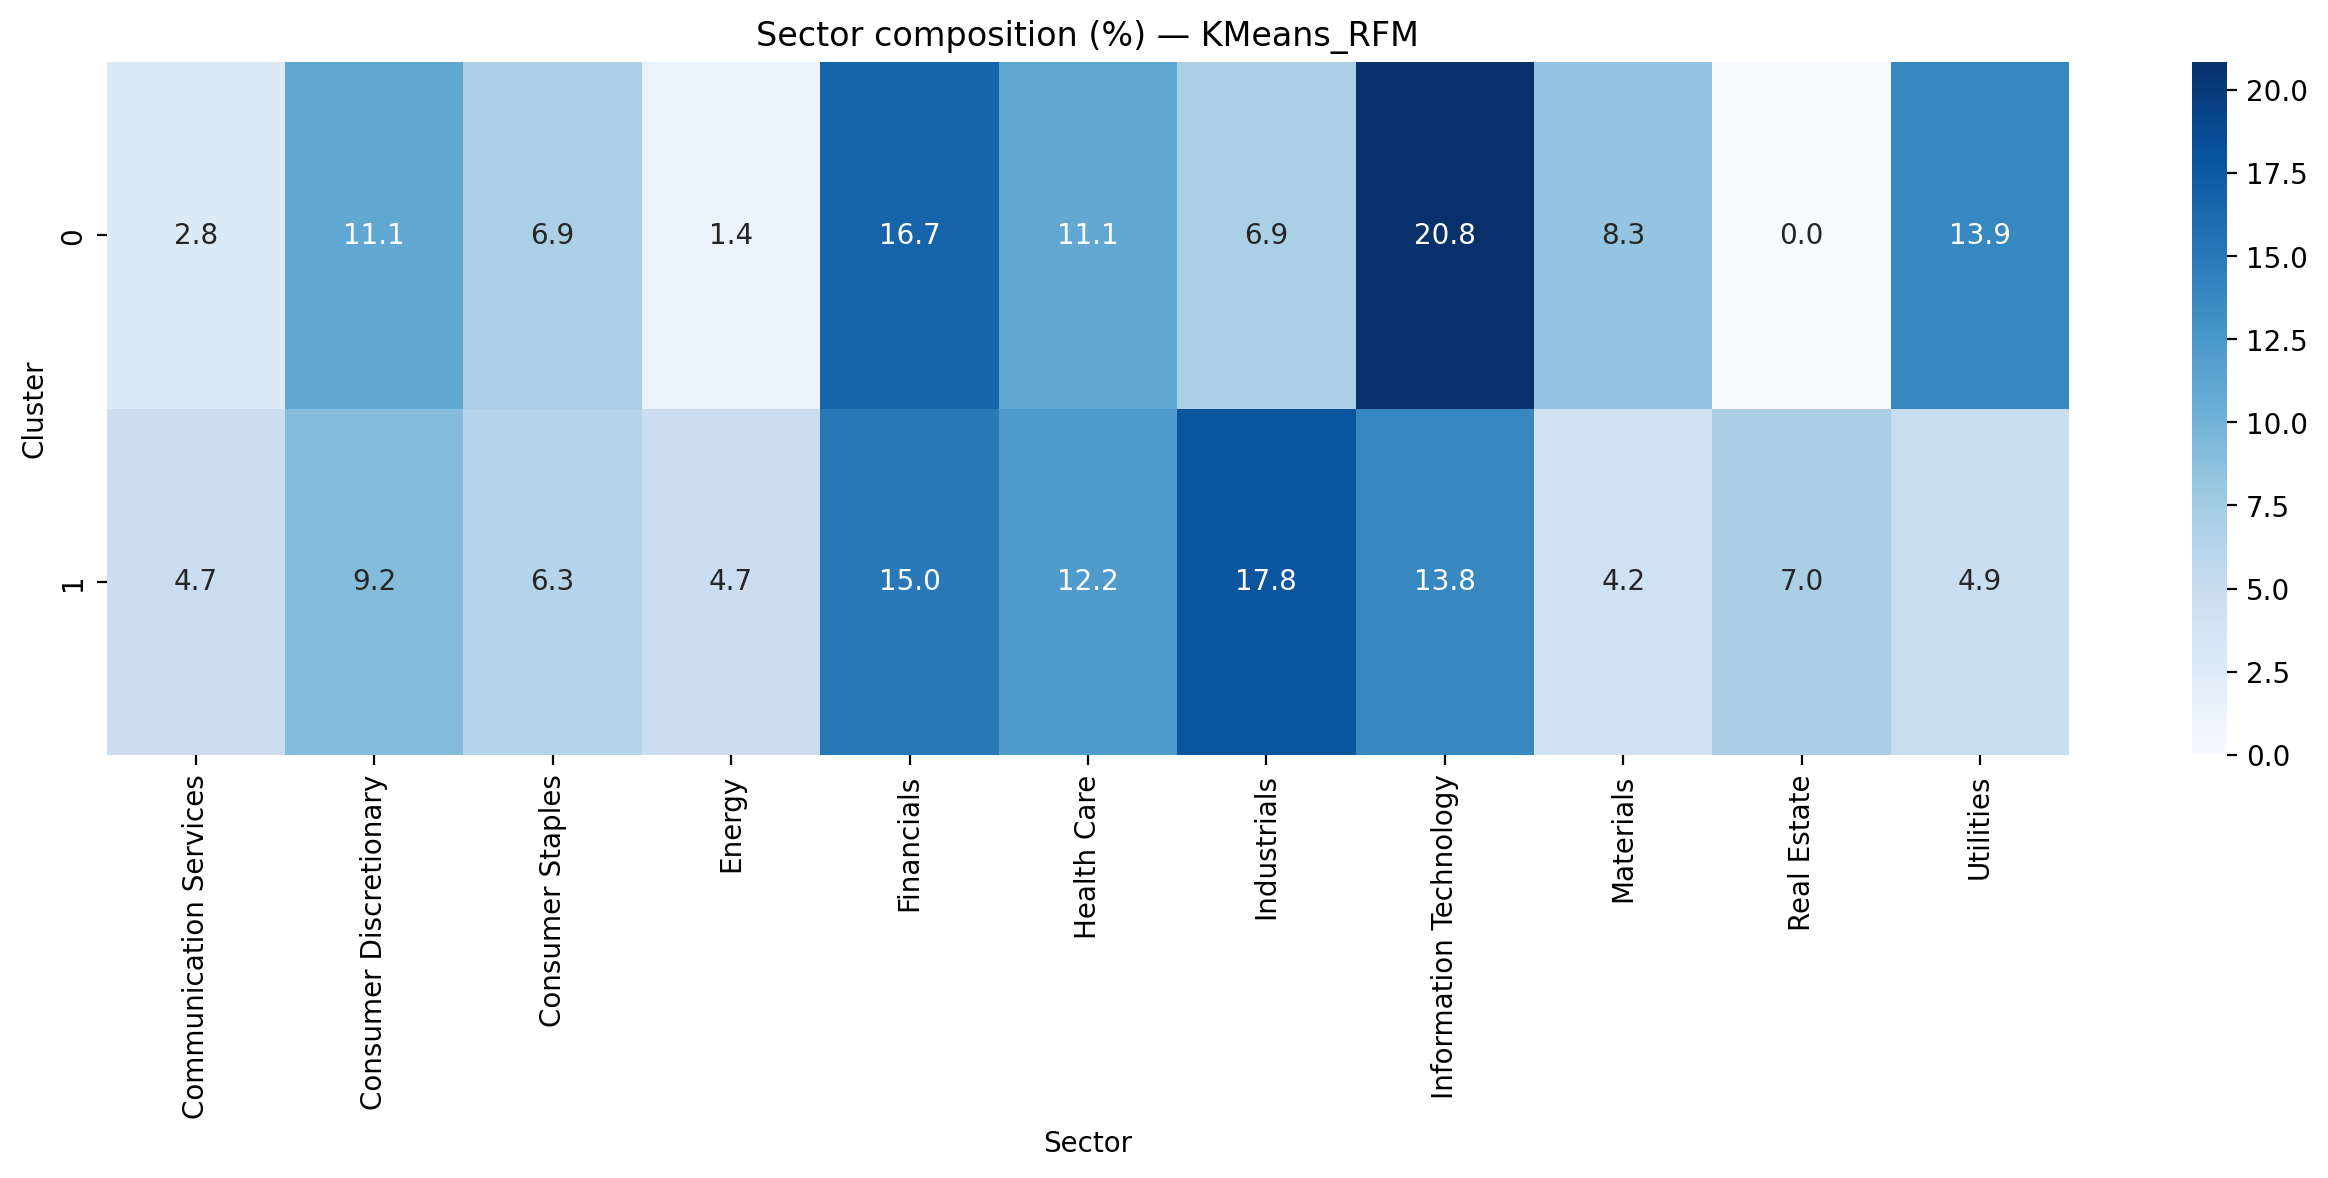 Sector composition (%) — KMeans_RFM
Cluster
0
2.8 11.1 6.9 1.4 16.7 11.1 6.9 20.8 8.3 0.0 13.9
1
4.7 9.2 6.3 4.7 15.0 12.2 17.8 13.8 4.2 7.0 4.9
Communication Services
Consumer Discretionary
Consumer Staples
Energy
Financials
Health Care
Industrials
Information Technology
Materials
Real Estate
Utilities
Sector
20.0
17.5
15.0
12.5
10.0
7.5
5.0
2.5
0.0